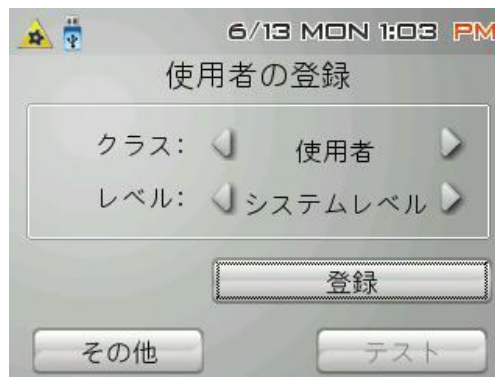 6/13 MON 1:03 PM
使用者の登録
クラス: 使用者
レベル: システムレベル
登録
その他 テスト